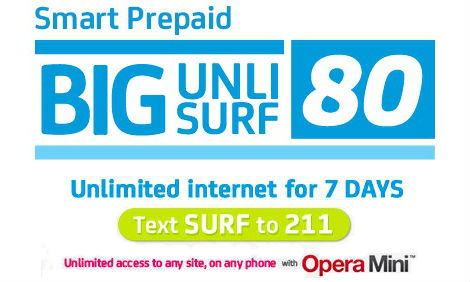 Smart Prepaid
BIG UNLI SURF 80
Unlimited internet for 7 DAYS
Text SURF to 211
Unlimited access to any site, on any phone with Opera Mini™